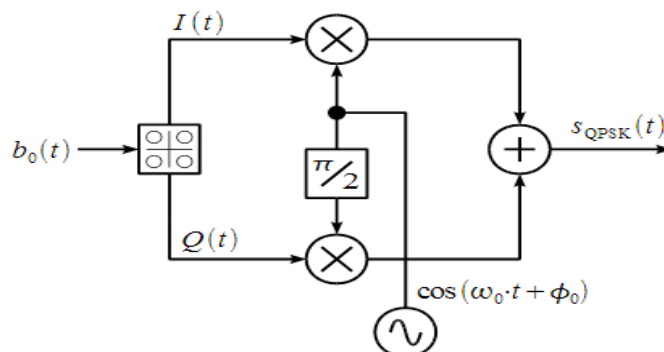 I(t)
b₀(t)
s_QPSK(t)
π/2
Q(t)
cos(ω₀·t+ϕ₀)